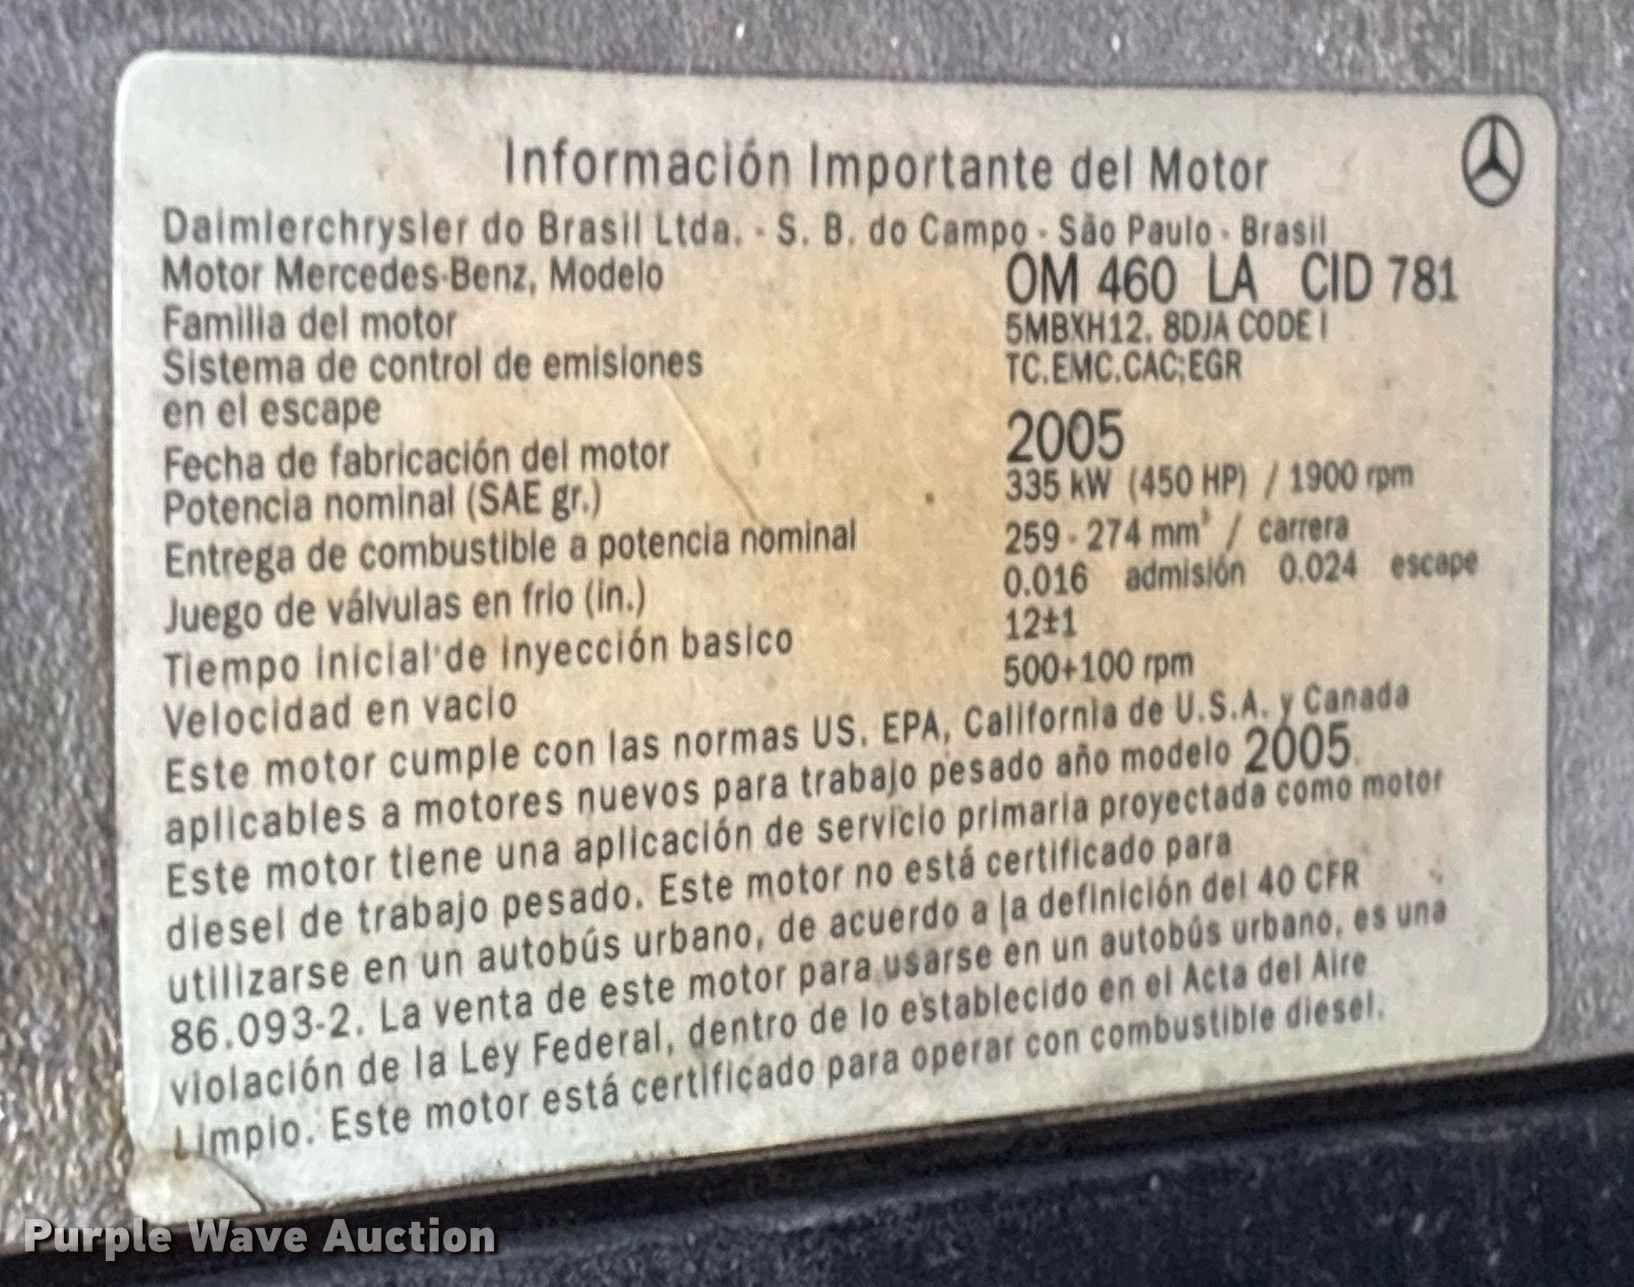 Información Importante del Motor
Daimlerchrysler do Brasil Ltda. - S. B. do Campo - São Paulo - Brasil
Motor Mercedes-Benz, Modelo OM 460 LA CID 781
Familia del motor 5MBXH12. 8DJA CODE I
Sistema de control de emisiones TC.EMC.CAC;EGR
en el escape
Fecha de fabricación del motor 2005
Potencia nominal (SAE gr.) 335 kW (450 HP) / 1900 rpm
Entrega de combustible a potencia nominal 259 - 274 mm³ / carrera
Juego de válvulas en frio (in.) 0.016 admisión 0.024 escape
Tiempo inicial de inyección basico 12±1
Velocidad en vacio 500+100 rpm
Este motor cumple con las normas US. EPA, California de U.S.A. y Canada
aplicables a motores nuevos para trabajo pesado año modelo 2005.
Este motor tiene una aplicación de servicio primaria proyectada como motor
diesel de trabajo pesado. Este motor no está certificado para
utilizarse en un autobús urbano, de acuerdo a la definición del 40 CFR
86.093-2. La venta de este motor para usarse en un autobús urbano, es una
violación de la Ley Federal, dentro de lo establecido en el Acta del Aire
Limpio. Este motor está certificado para operar con combustible diesel.
Purple Wave Auction